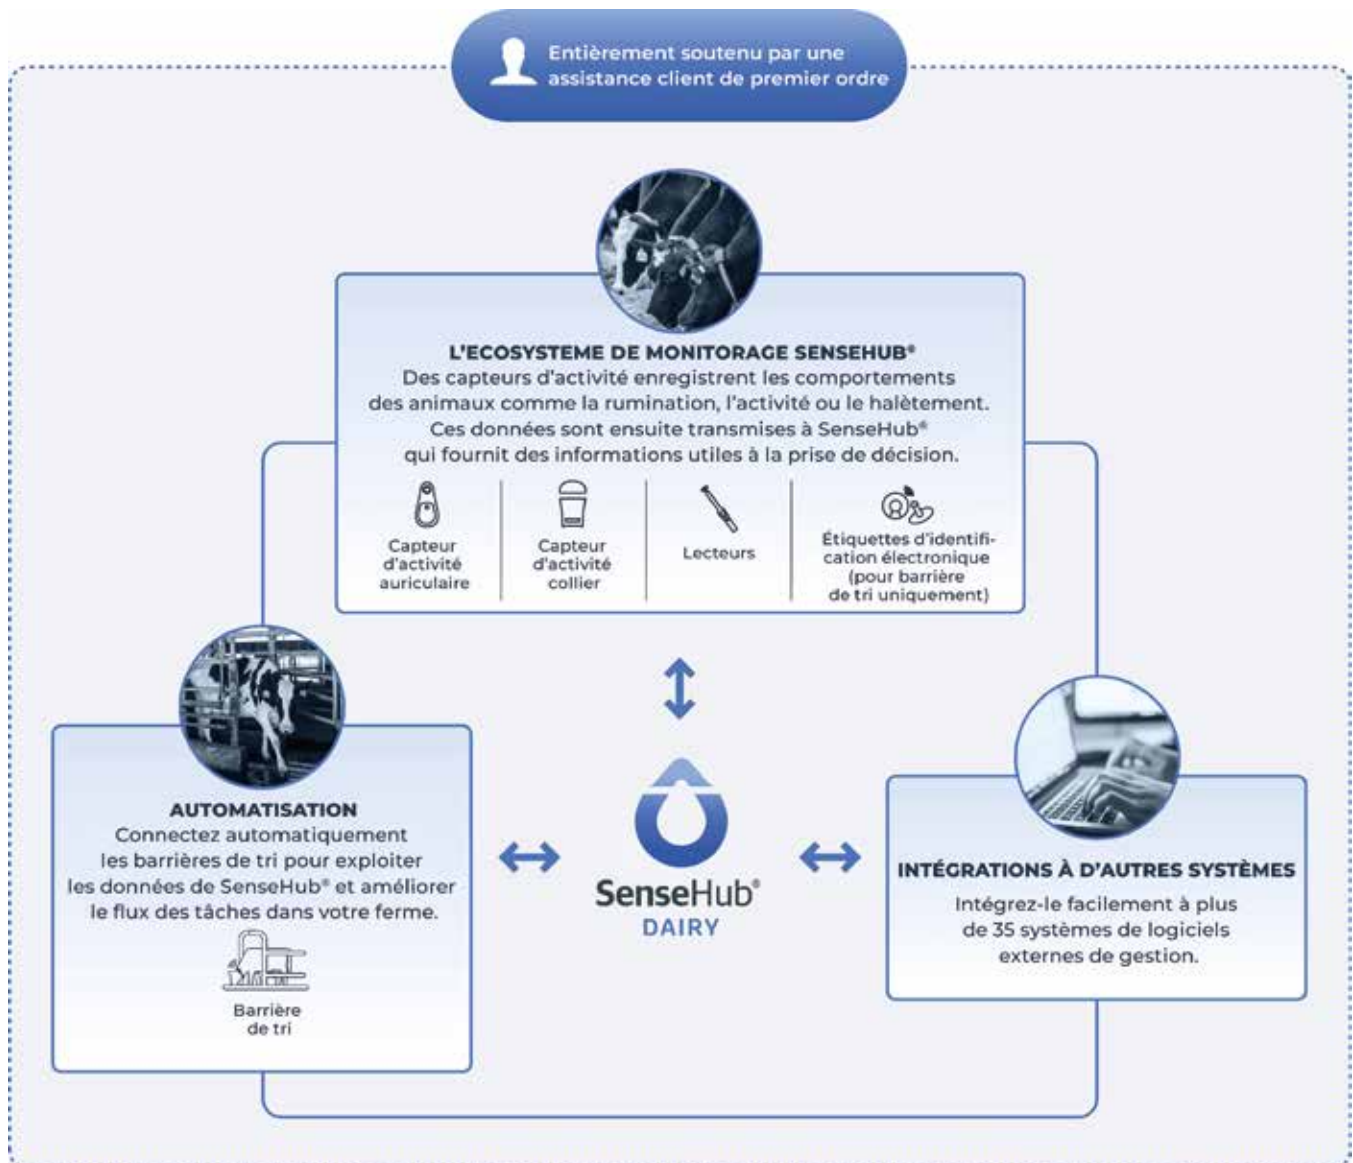 Entièrement soutenu par une
assistance client de premier ordre
L'ECOSYSTEME DE MONITORAGE SENSEHUB®
Des capteurs d'activité enregistrent les comportements
des animaux comme la rumination, l'activité ou le halètement.
Ces données sont ensuite transmises à SenseHub®
qui fournit des informations utiles à la prise de décision.
Capteur
d'activité
auriculaire
Capteur
d'activité
collier
Lecteurs
Étiquettes d'identifi-
cation électronique
(pour barrière
de tri uniquement)
AUTOMATISATION
Connectez automatiquement
les barrières de tri pour exploiter
les données de SenseHub® et améliorer
le flux des tâches dans votre ferme.
Barrière
de tri
SenseHub®
DAIRY
INTÉGRATIONS À D'AUTRES SYSTÈMES
Intégrez-le facilement à plus
de 35 systèmes de logiciels
externes de gestion.